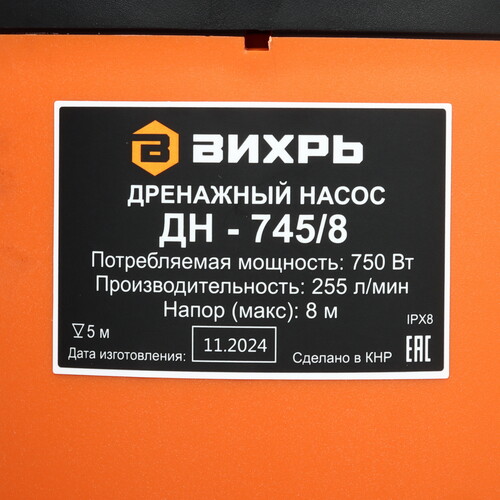 В ВИХРЬ
ДРЕНАЖНЫЙ НАСОС
ДН - 745/8
Потребляемая мощность: 750 Вт
Производительность: 255 л/мин
Напор (макс): 8 м
IPX8
5 м
Дата изготовления: 11.2024 Сделано в КНР EAC